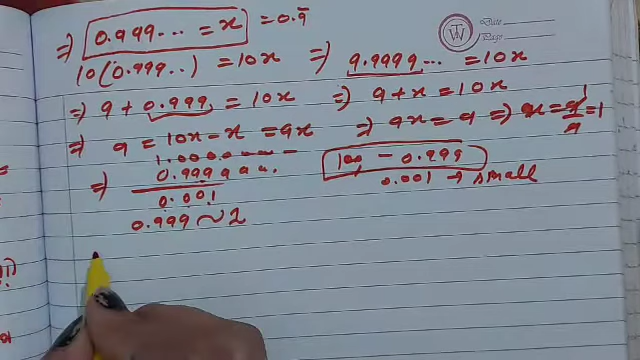 ⇒ 0.999... = x = 0.9̄
Date
Page
10(0.999...) = 10x ⇒ 9.9999... = 10x
⇒ 9 + 0.999 = 10x ⇒ 9 + x = 10x
⇒ 9 = 10x - x = 9x ⇒ 9x = 9 ⇒ x = 9/9 = 1
1.0000
⇒ 0.9999 100 - 0.999
0.001 0.001 → small
0.999 ~ 1